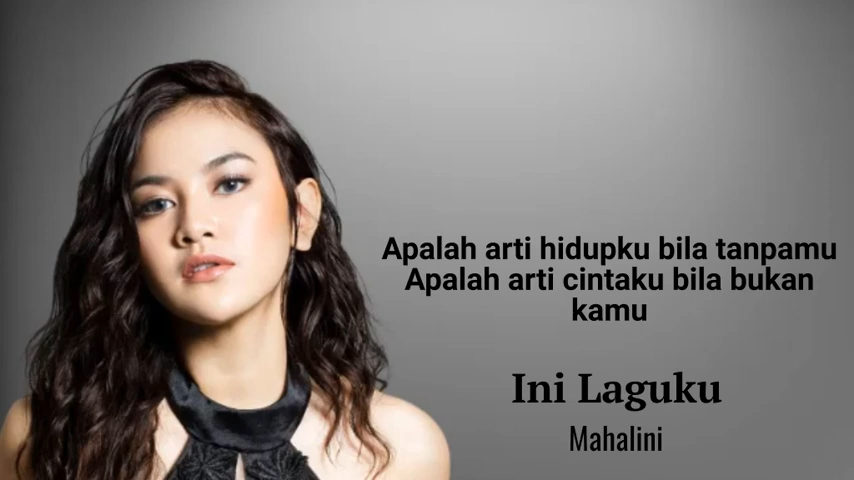 Apalah arti hidupku bila tanpamu
Apalah arti cintaku bila bukan
kamu
Ini Laguku
Mahalini